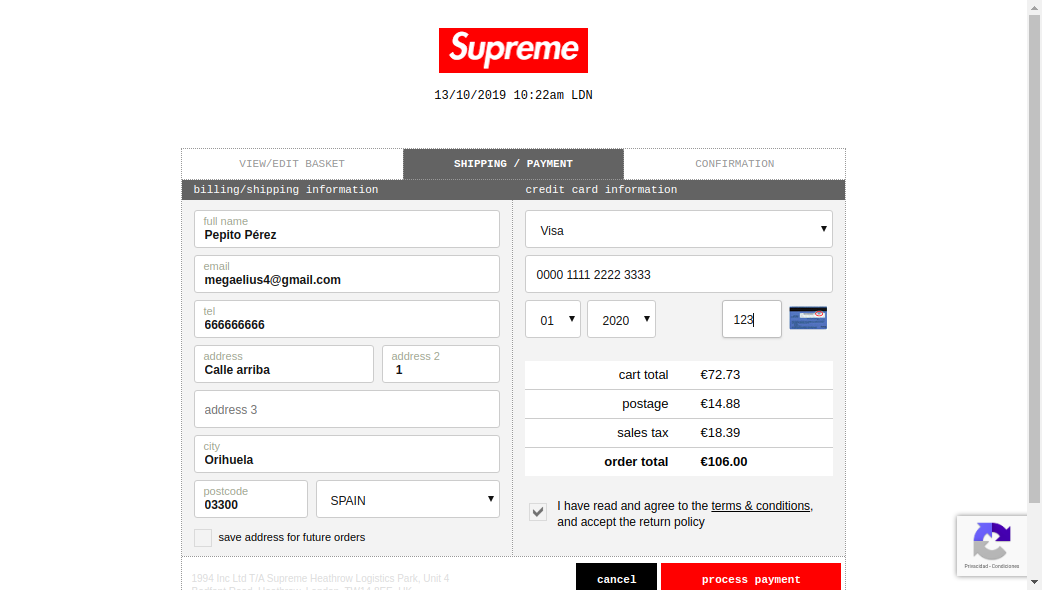 Supreme
13/10/2019 10:22am LDN
VIEW/EDIT BASKET
SHIPPING / PAYMENT
CONFIRMATION
billing/shipping information
full name
Pepito Pérez
email
megaelius4@gmail.com
tel
666666666
address
Calle arriba
address 2
1
address 3
city
Orihuela
postcode
03300
SPAIN
save address for future orders
credit card information
Visa
0000 1111 2222 3333
01
2020
123
cart total €72.73
postage €14.88
sales tax €18.39
order total €106.00
I have read and agree to the terms & conditions,
and accept the return policy
1994 Inc Ltd T/A Supreme Heathrow Logistics Park, Unit 4
cancel
process payment
Privacidad - Condiciones